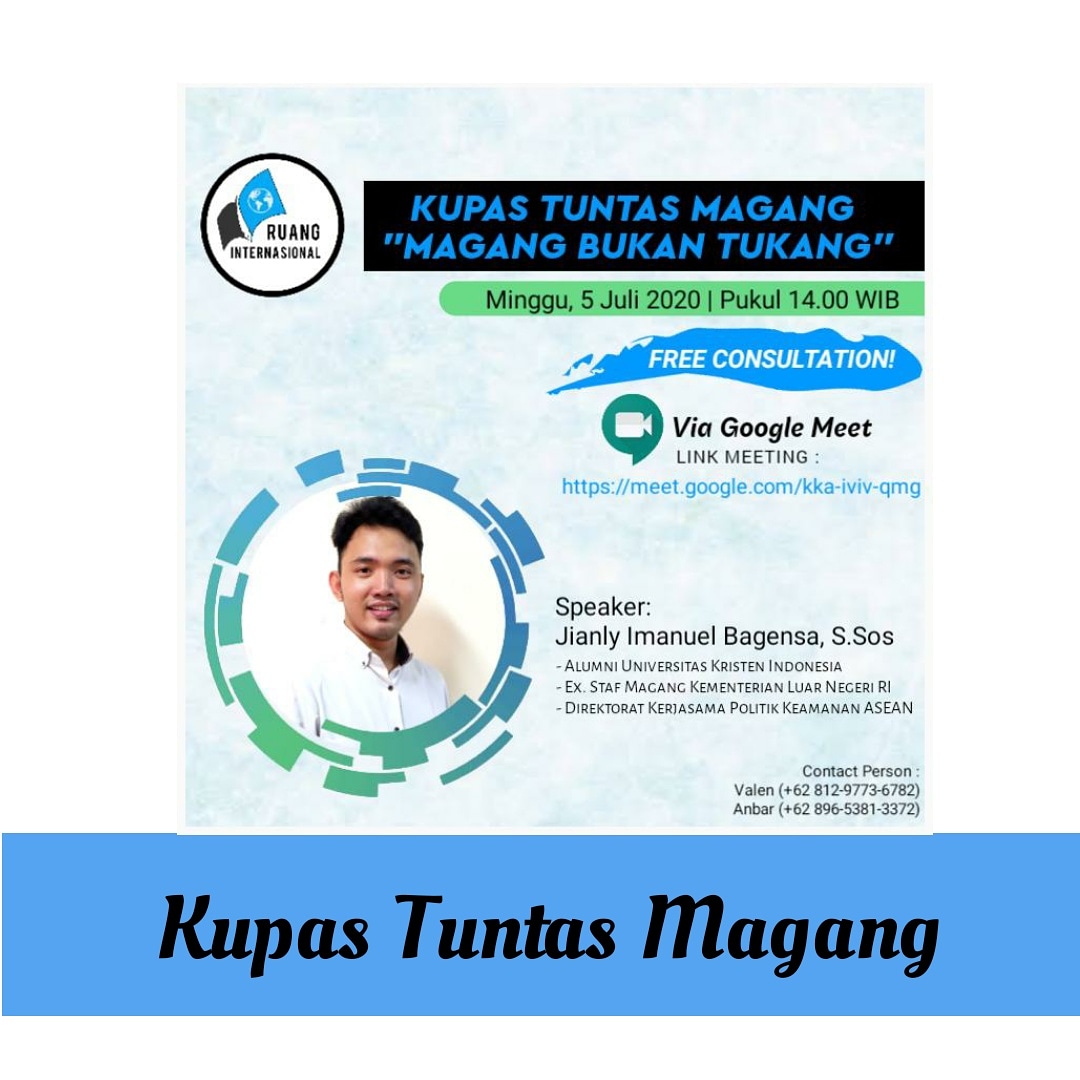 RUANG
INTERNASIONAL
KUPAS TUNTAS MAGANG
"MAGANG BUKAN TUKANG"
Minggu, 5 Juli 2020 | Pukul 14.00 WIB
FREE CONSULTATION!
Via Google Meet
LINK MEETING :
https://meet.google.com/kka-iviv-qmg
Speaker:
Jianly Imanuel Bagensa, S.Sos
- Alumni Universitas Kristen Indonesia
- Ex. Staf Magang Kementerian Luar Negeri RI
- Direktorat Kerjasama Politik Keamanan ASEAN
Contact Person :
Valen (+62 812-9773-6782)
Anbar (+62 896-5381-3372)
Kupas Tuntas Magang